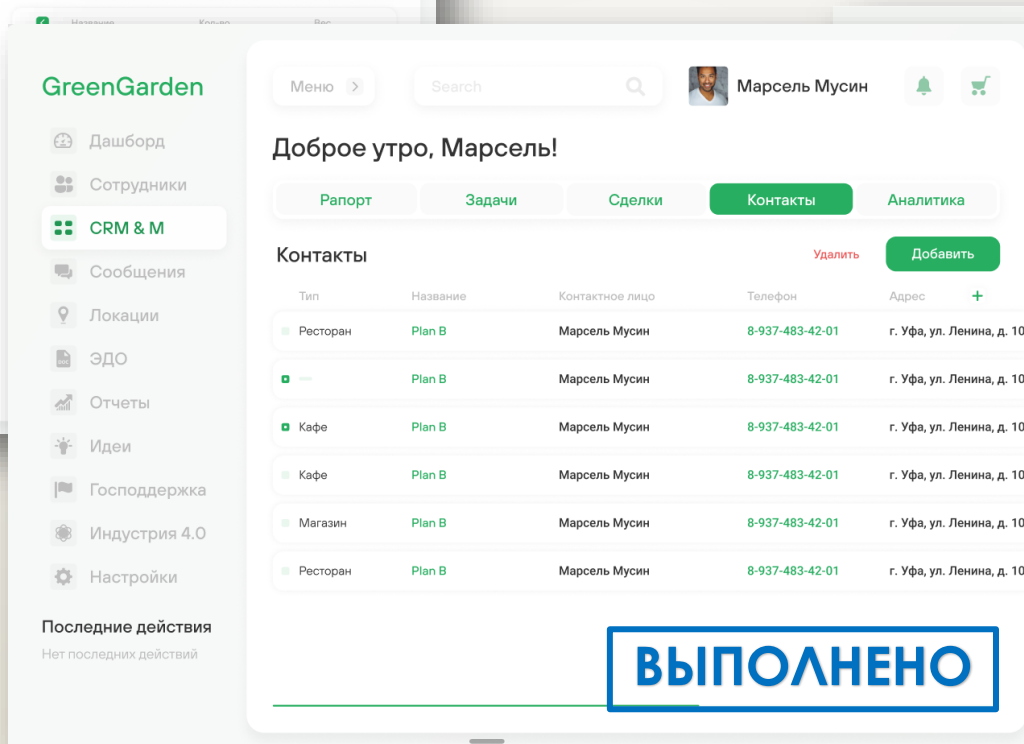 Название Кол-во Вес
GreenGarden
Меню Search Марсель Мусин
Доброе утро, Марсель!
Дашборд
Сотрудники
CRM & M
Сообщения
Локации
ЭДО
Отчеты
Идеи
Господдержка
Индустрия 4.0
Настройки
Последние действия
Нет последних действий
Рапорт Задачи Сделки Контакты Аналитика
Контакты Удалить Добавить
Тип Название Контактное лицо Телефон Адрес +
Ресторан Plan B Марсель Мусин 8-937-483-42-01 г. Уфа, ул. Ленина, д. 10
Plan B Марсель Мусин 8-937-483-42-01 г. Уфа, ул. Ленина, д. 10
Кафе Plan B Марсель Мусин 8-937-483-42-01 г. Уфа, ул. Ленина, д. 10
Кафе Plan B Марсель Мусин 8-937-483-42-01 г. Уфа, ул. Ленина, д. 10
Магазин Plan B Марсель Мусин 8-937-483-42-01 г. Уфа, ул. Ленина, д. 10
Ресторан Plan B Марсель Мусин 8-937-483-42-01 г. Уфа, ул. Ленина, д. 10
ВЫПОЛНЕНО